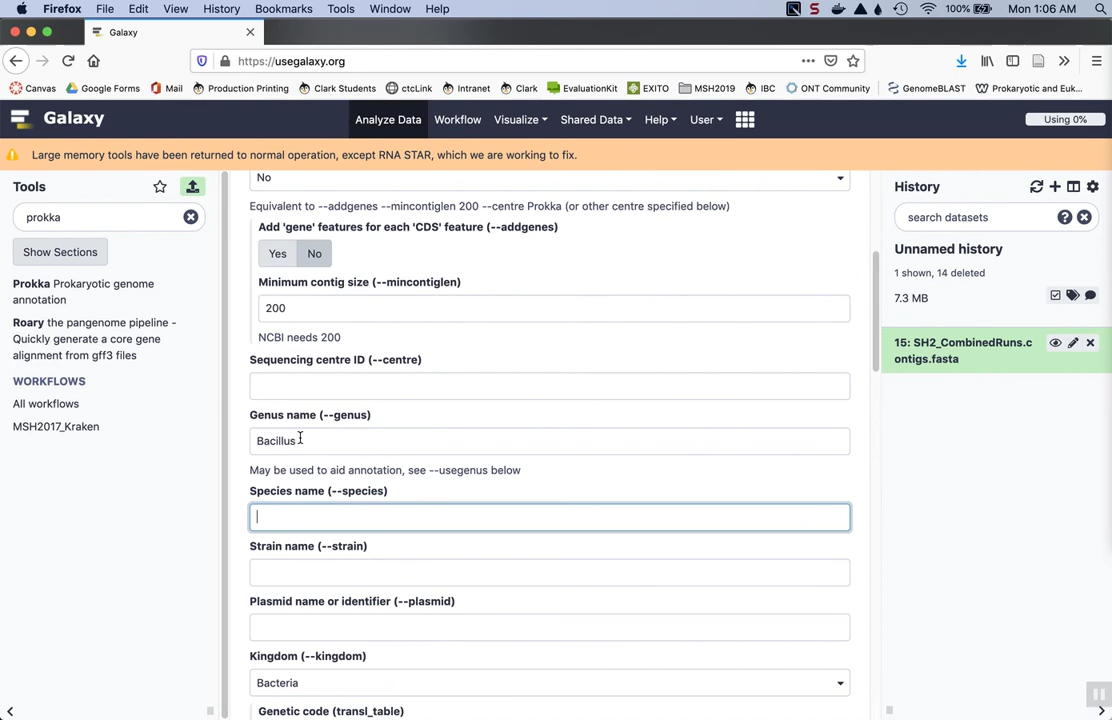 Firefox File Edit View History Bookmarks Tools Window Help 100% Mon 1:06 AM
Galaxy
https://usegalaxy.org
Canvas Google Forms Mail Production Printing Clark Students ctcLink Intranet Clark EvaluationKit EXITO MSH2019 IBC ONT Community GenomeBLAST Prokaryotic and Euk...
Galaxy Analyze Data Workflow Visualize Shared Data Help User Using 0%
Large memory tools have been returned to normal operation, except RNA STAR, which we are working to fix.
Tools
prokka
Show Sections
Prokka Prokaryotic genome
annotation
Roary the pangenome pipeline -
Quickly generate a core gene
alignment from gff3 files
WORKFLOWS
All workflows
MSH2017_Kraken
No
Equivalent to --addgenes --mincontiglen 200 --centre Prokka (or other centre specified below)
Add 'gene' features for each 'CDS' feature (--addgenes)
Yes No
Minimum contig size (--mincontiglen)
200
NCBI needs 200
Sequencing centre ID (--centre)
Genus name (--genus)
Bacillus
May be used to aid annotation, see --usegenus below
Species name (--species)
Strain name (--strain)
Plasmid name or identifier (--plasmid)
Kingdom (--kingdom)
Bacteria
Genetic code (transl_table)
History
search datasets
Unnamed history
1 shown, 14 deleted
7.3 MB
15: SH2_CombinedRuns.c
ontigs.fasta